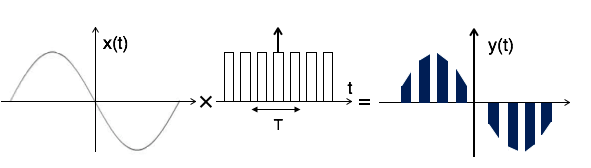 x(t)
×
t
T
=
y(t)